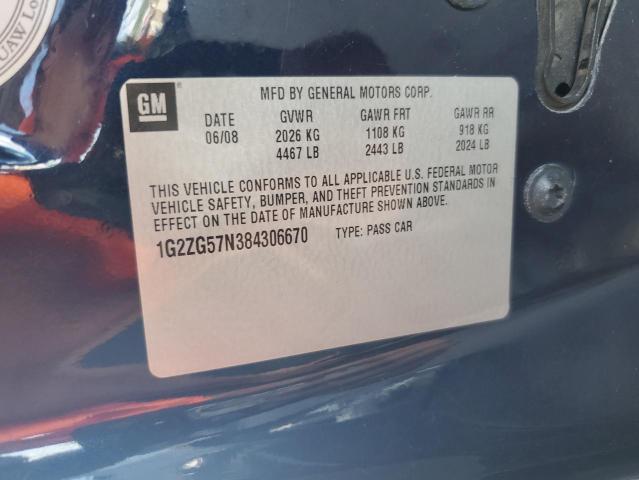 UAW Lo
GM
MFD BY GENERAL MOTORS CORP.
DATE GVWR GAWR FRT GAWR RR
06/08 2026 KG 1108 KG 918 KG
4467 LB 2443 LB 2024 LB
THIS VEHICLE CONFORMS TO ALL APPLICABLE U.S. FEDERAL MOTOR
VEHICLE SAFETY, BUMPER, AND THEFT PREVENTION STANDARDS IN
EFFECT ON THE DATE OF MANUFACTURE SHOWN ABOVE.
1G2ZG57N384306670 TYPE: PASS CAR